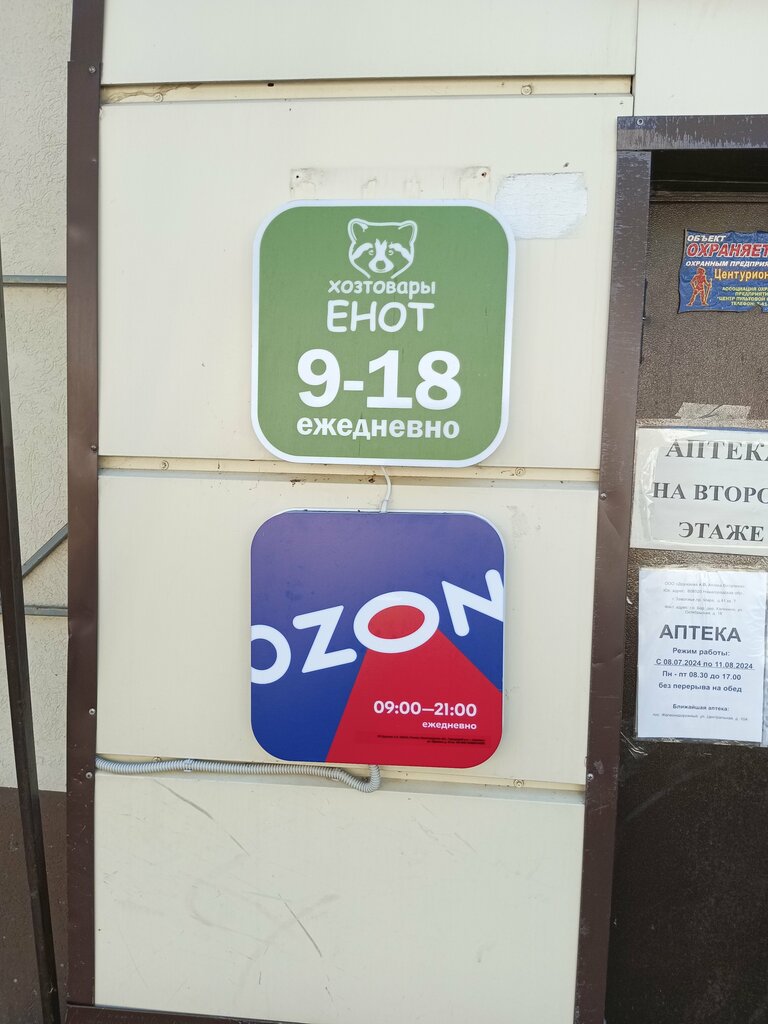 хозтовары
ЕНОТ
9-18
ежедневно
OZON
09:00—21:00
ежедневно
ОБЪЕКТ
ОХРАНЯЕТ
ОХРАННЫМ ПРЕДПРИЯ
Центурион
АПТЕКА
НА ВТОРО
ЭТАЖЕ
АПТЕКА
Режим работы:
С 08.07.2024 по 11.08.2024
Пн - пт 08.30 до 17.00
без перерыва на обед
Ближайшая аптека: